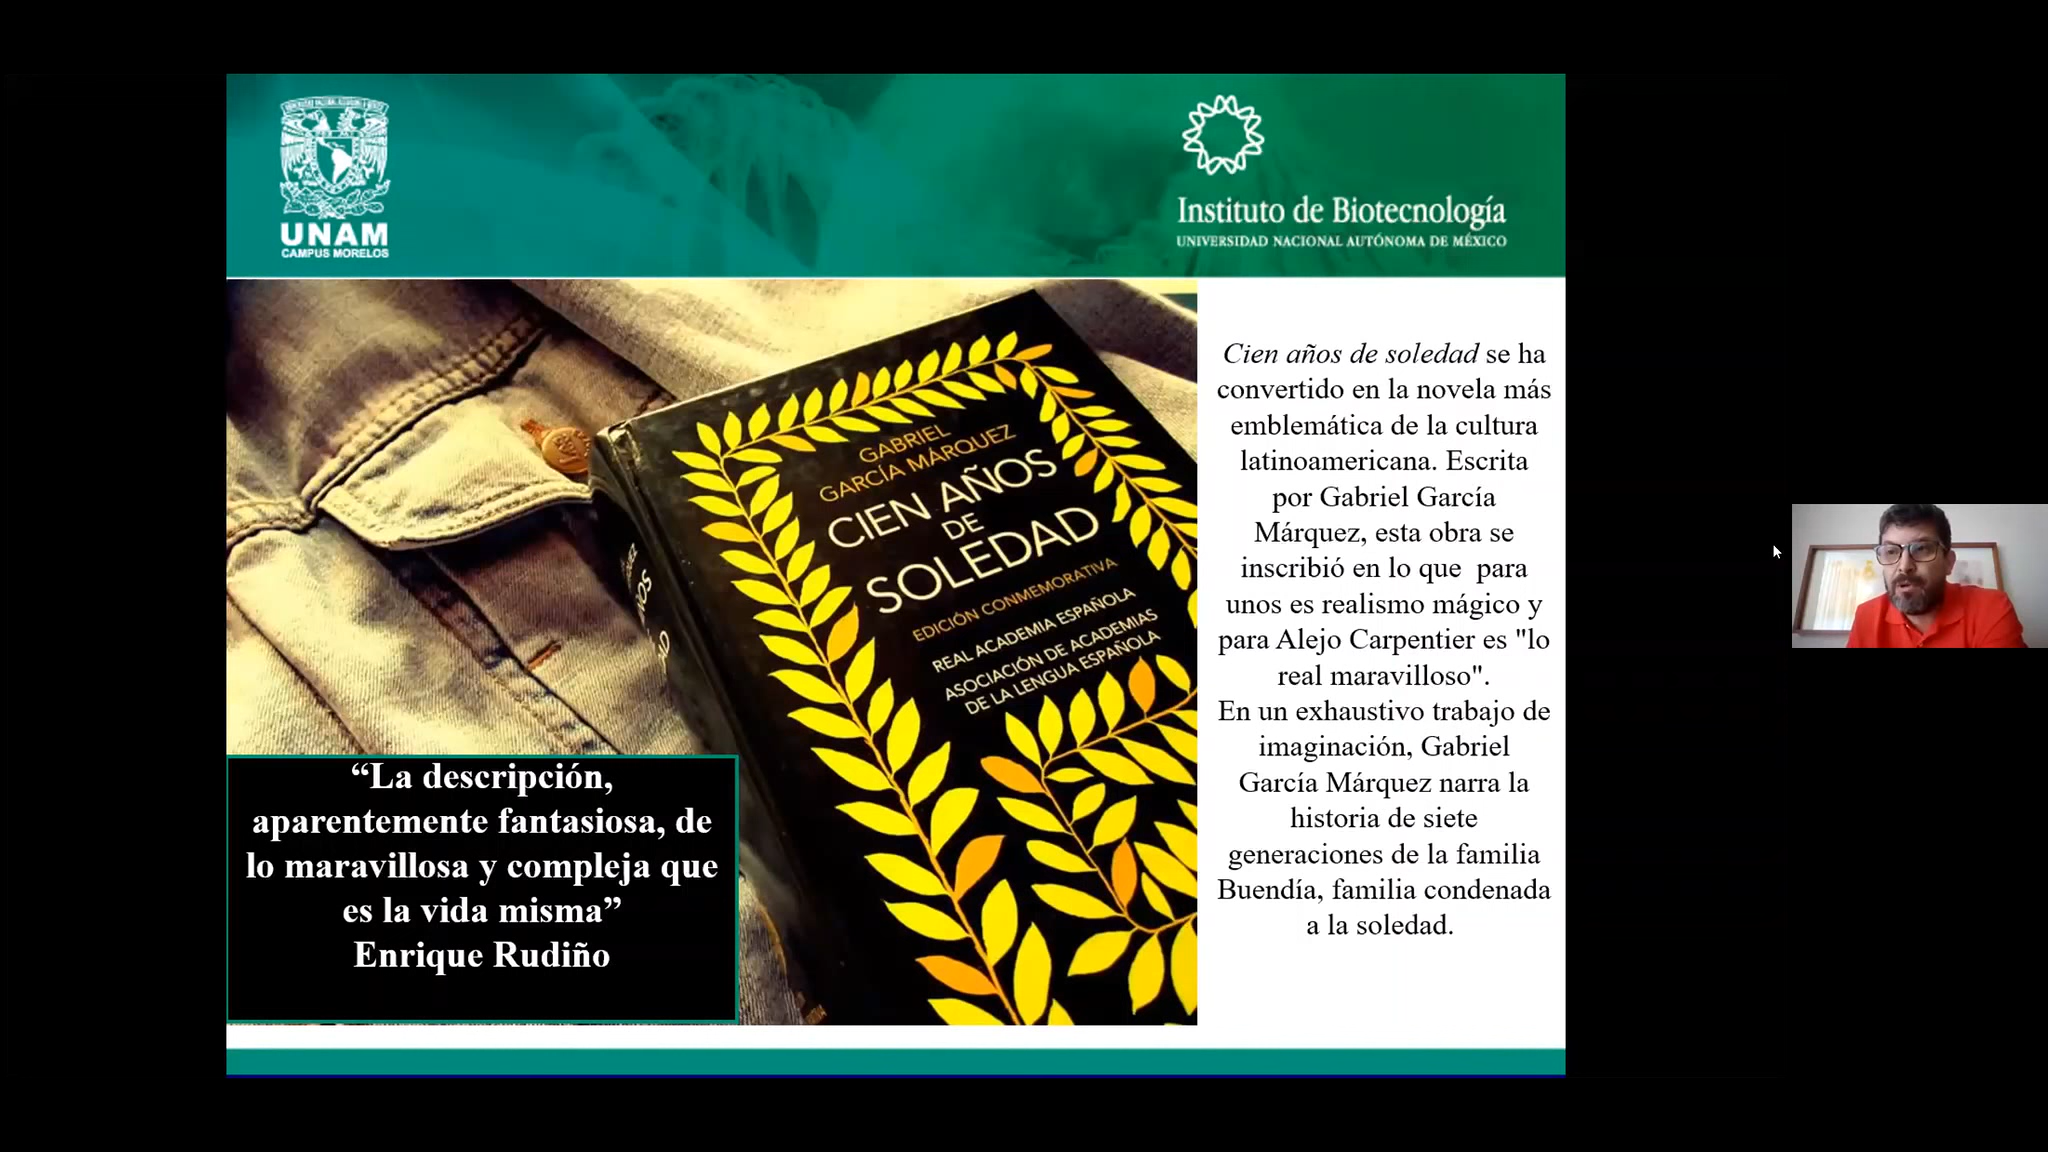 UNAM
CAMPUS MORELOS
Instituto de Biotecnología
UNIVERSIDAD NACIONAL AUTÓNOMA DE MÉXICO
GABRIEL
GARCÍA MÁRQUEZ
CIEN AÑOS
DE
SOLEDAD
EDICIÓN CONMEMORATIVA
REAL ACADEMIA ESPAÑOLA
ASOCIACIÓN DE ACADEMIAS
DE LA LENGUA ESPAÑOLA
“La descripción,
aparentemente fantasiosa, de
lo maravillosa y compleja que
es la vida misma”
Enrique Rudiño
Cien años de soledad se ha
convertido en la novela más
emblemática de la cultura
latinoamericana. Escrita
por Gabriel García
Márquez, esta obra se
inscribió en lo que para
unos es realismo mágico y
para Alejo Carpentier es "lo
real maravilloso".
En un exhaustivo trabajo de
imaginación, Gabriel
García Márquez narra la
historia de siete
generaciones de la familia
Buendía, familia condenada
a la soledad.